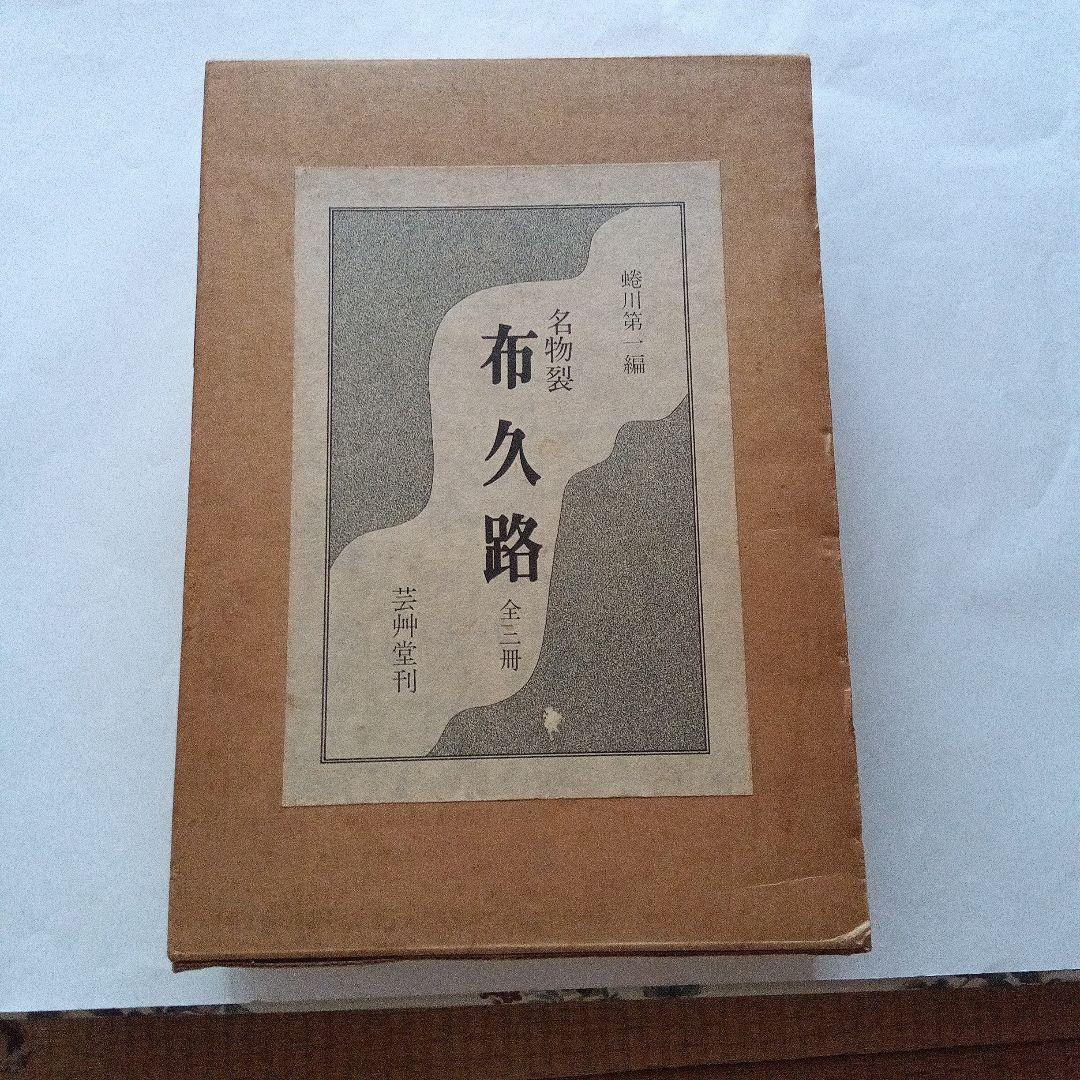 蜷川第一編
名物裂
布久路
全二冊
芸艸堂刊